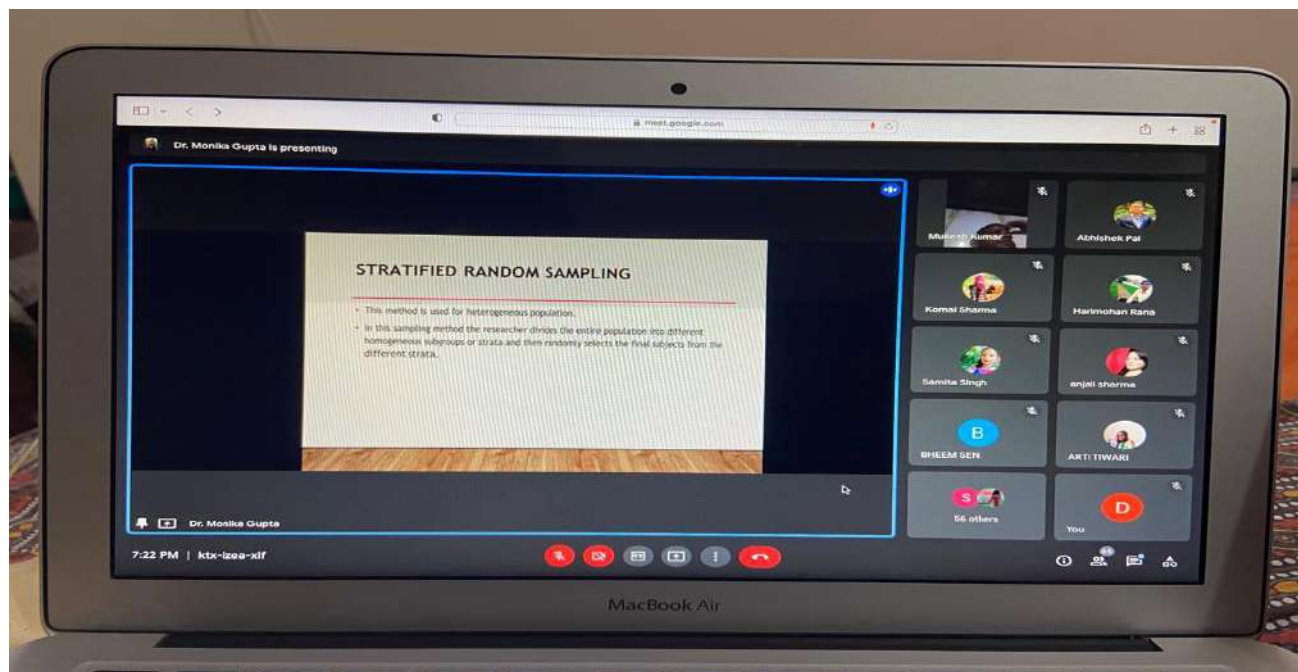 meet.google.com
Dr. Monika Gupta is presenting
STRATIFIED RANDOM SAMPLING
• This method is used for heterogeneous population.
• In this sampling method the researcher divides the entire population into different
homogeneous subgroups or strata and then randomly selects the final subjects from the
different strata.
Dr. Monika Gupta
Mukesh Kumar
Abhishek Pal
Komal Sharma
Harimohan Rana
Samita Singh
anjali sharma
B
BHEEM SEN
ARTI TIWARI
S
56 others
D
You
7:22 PM | ktx-izea-xif
MacBook Air